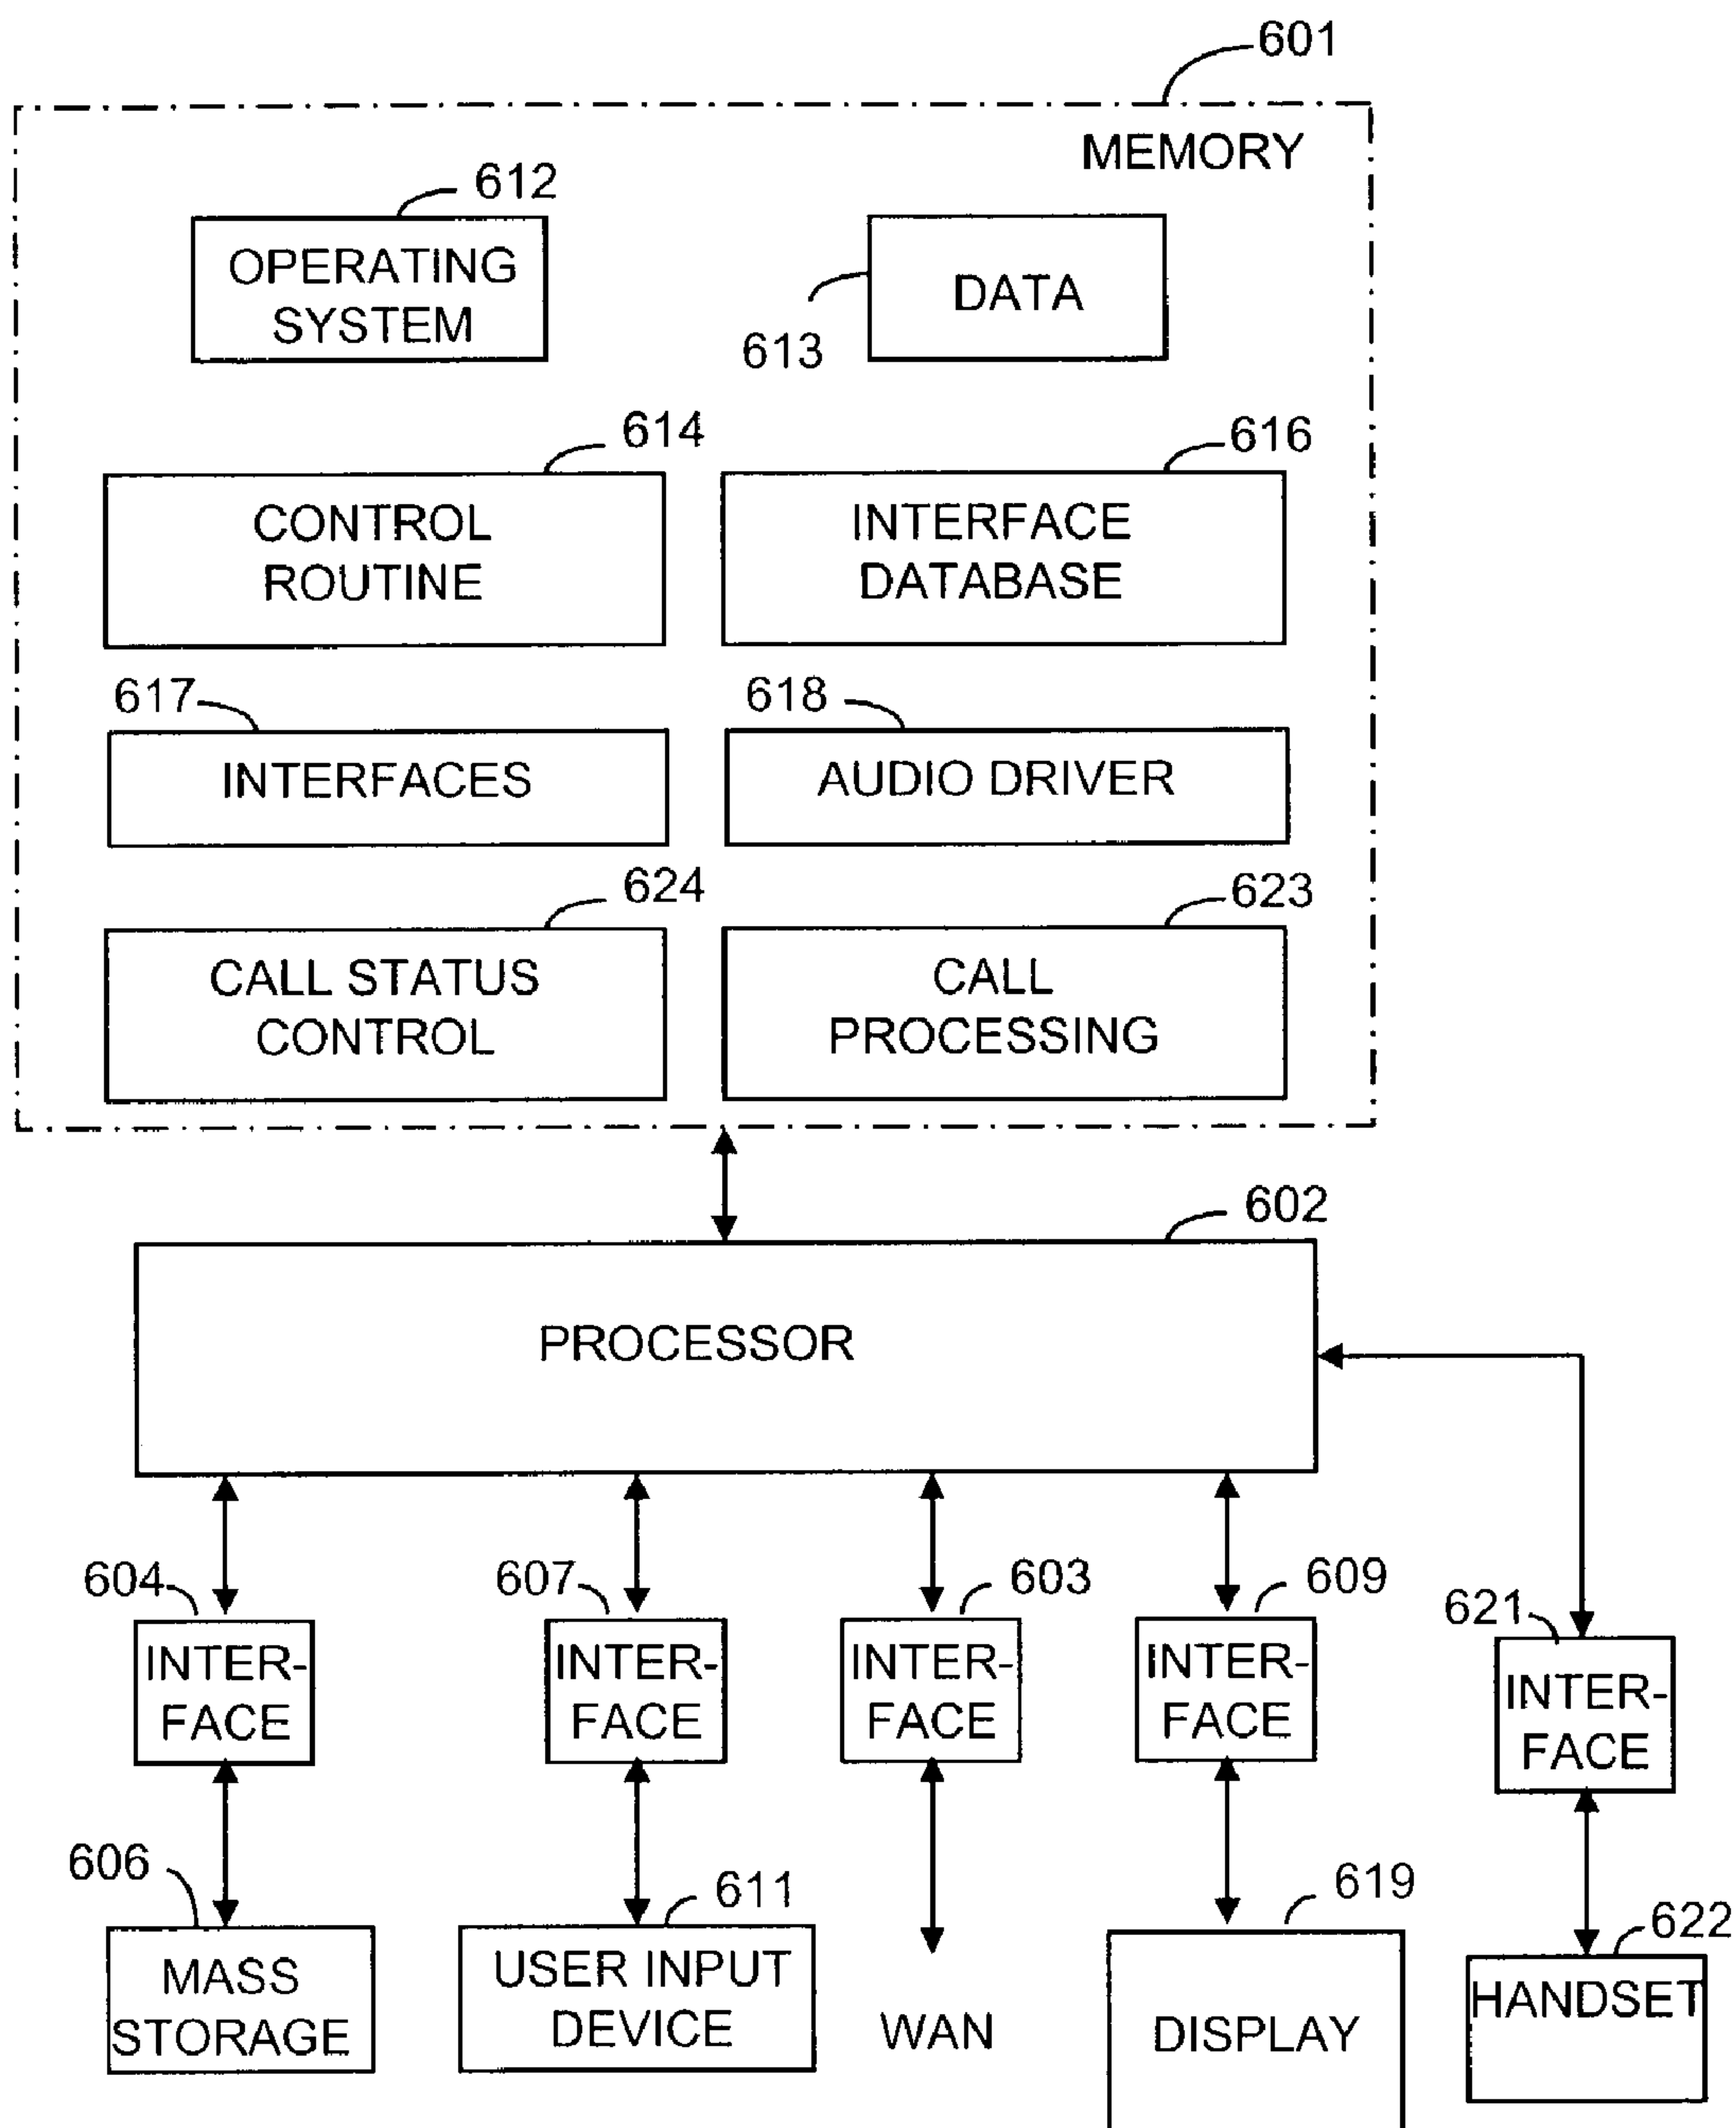 601
MEMORY
612
OPERATING
SYSTEM
DATA
613
614
CONTROL
ROUTINE
616
INTERFACE
DATABASE
617
INTERFACES
618
AUDIO DRIVER
624
CALL STATUS
CONTROL
623
CALL
PROCESSING
602
PROCESSOR
604
INTER-
FACE
607
INTER-
FACE
603
INTER-
FACE
609
INTER-
FACE
621
INTER-
FACE
606
MASS
STORAGE
611
USER INPUT
DEVICE
WAN
619
DISPLAY
622
HANDSET